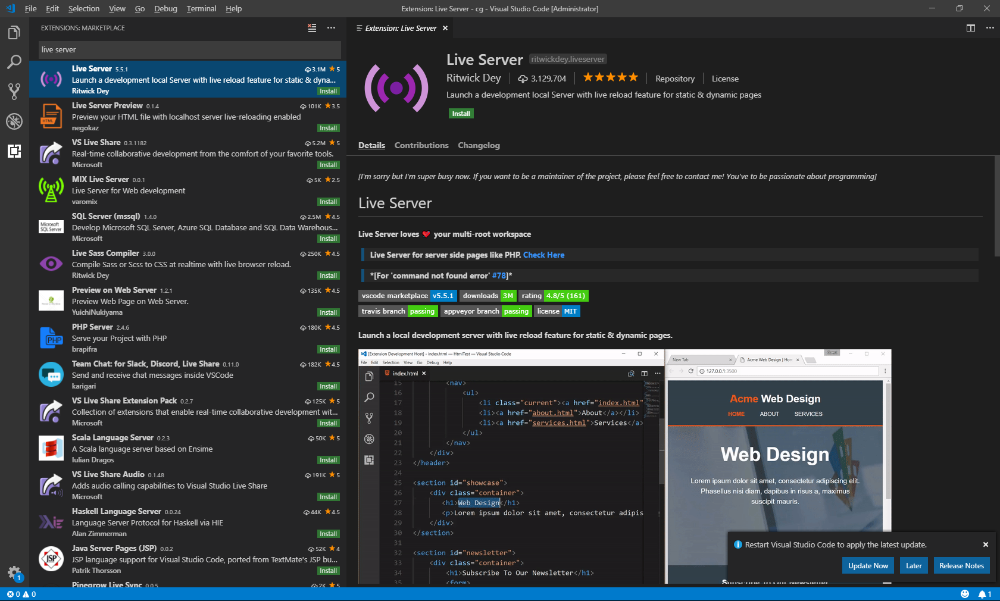 File Edit Selection View Go Debug Terminal Help
Extension: Live Server - cg - Visual Studio Code [Administrator]
EXTENSIONS: MARKETPLACE
live server
Live Server 5.5.1 3.1M 5
Launch a development local Server with live reload feature for static & dyna...
Ritwick Dey Install
Live Server Preview 0.1.4 101K 3.5
Preview your HTML file with localhost server live-reloading enabled
negokaz Install
VS Live Share 0.3.1182 5.2M 5
Real-time collaborative development from the comfort of your favorite tools.
Microsoft Install
MIX Live Server 0.0.1 5K 2.5
Live Server for Web development
varomix Install
SQL Server (mssql) 1.4.0 2.5M 4.5
Microsoft SQL Server
Develop Microsoft SQL Server, Azure SQL Database and SQL Data Warehous...
Microsoft Install
Live Sass Compiler 3.0.0 250K 4.5
Compile Sass or Scss to CSS at realtime with live browser reload.
Ritwick Dey Install
Preview on Web Server 1.2.1 135K 4.5
Preview Web Page on Web Server.
YuichiNukiyama Install
PHP Server 2.4.6 180K 4.5
PHP
Serve your Project with PHP
brapifra Install
Team Chat: for Slack, Discord, Live Share 0.11.0 182K 4.5
Send and receive chat messages inside VSCode
karigari Install
VS Live Share Extension Pack 0.2.7 125K 5
Collection of extensions that enable real-time collaborative development wit...
Microsoft Install
Scala Language Server 0.2.3 50K 5
A Scala language server based on Ensime
Iulian Dragos Install
VS Live Share Audio 0.1.48 191K 5
Adds audio calling capabilities to Visual Studio Live Share
Microsoft Install
Haskell Language Server 0.0.24 44K 4.5
Language Server Protocol for Haskell via HIE
Alan Zimmerman Install
Java Server Pages (JSP) 0.0.2 52K 4
JSP
JSP language support for Visual Studio Code, ported from TextMate's JSP bu...
Patrik Thorsson Install
Pinegrow Live Sync 0.0.5 2K 5
Extension: Live Server
Live Server ritwickdey.liveserver
Ritwick Dey 3,129,704 Repository License
Launch a development local Server with live reload feature for static & dynamic pages
Install
Details Contributions Changelog
[I'm sorry but I'm super busy now. If you want to be a maintainer of the project, please feel free to contact me! You've to be passionate about programming]
Live Server
Live Server loves ❤️ your multi-root workspace
Live Server for server side pages like PHP. Check Here
*[For 'command not found error' #78]*
vscode marketplace v5.5.1 downloads 3M rating 4.8/5 (161)
travis branch passing appveyor branch passing license MIT
Launch a local development server with live reload feature for static & dynamic pages.
[Extension Development Host] - index.html — HtmlTest — Visual Studio Code
File Edit Selection View Go Debug Help
index.html
15 <nav>
16 <ul>
17 <li class="current"><a href="index.html"
18 <li><a href="about.html">About</a></li>
19 <li><a href="services.html">Services</a>
20 </ul>
21 </nav>
22 </div>
23 </header>
24
25 <section id="showcase">
26 <div class="container">
27 <h1>Web Design</h1>
28 <p>Lorem ipsum dolor sit amet, consectetur adipis
29 </div>
30 </section>
31
32 <section id="newsletter">
33 <div class="container">
34 <h1>Subscribe To Our Newsletter</h1>
35 <form>
New Tab
Acme Web Design | Hom
127.0.0.1:3500
Acme Web Design
HOME ABOUT SERVICES
Web Design
Lorem ipsum dolor sit amet, consectetur adipiscing elit.
Phasellus nisi diam, dapibus in risus a, maximus
suscipit mauris.
Subscribe To Our Newsletter
Restart Visual Studio Code to apply the latest update.
Update Now Later Release Notes
1
0 0
1